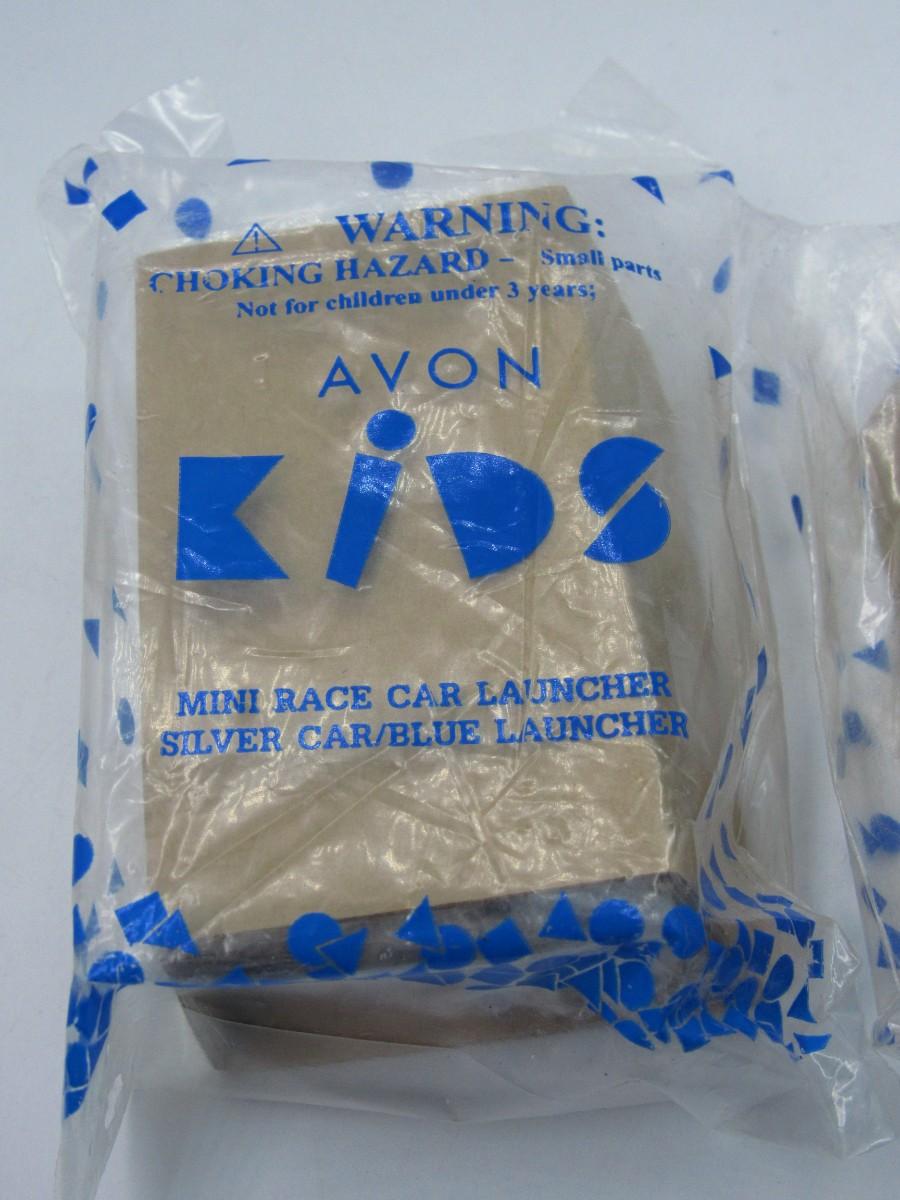 WARNING:
CHOKING HAZARD - Small parts
Not for children under 3 years;
AVON
KiDS
MINI RACE CAR LAUNCHER
SILVER CAR/BLUE LAUNCHER